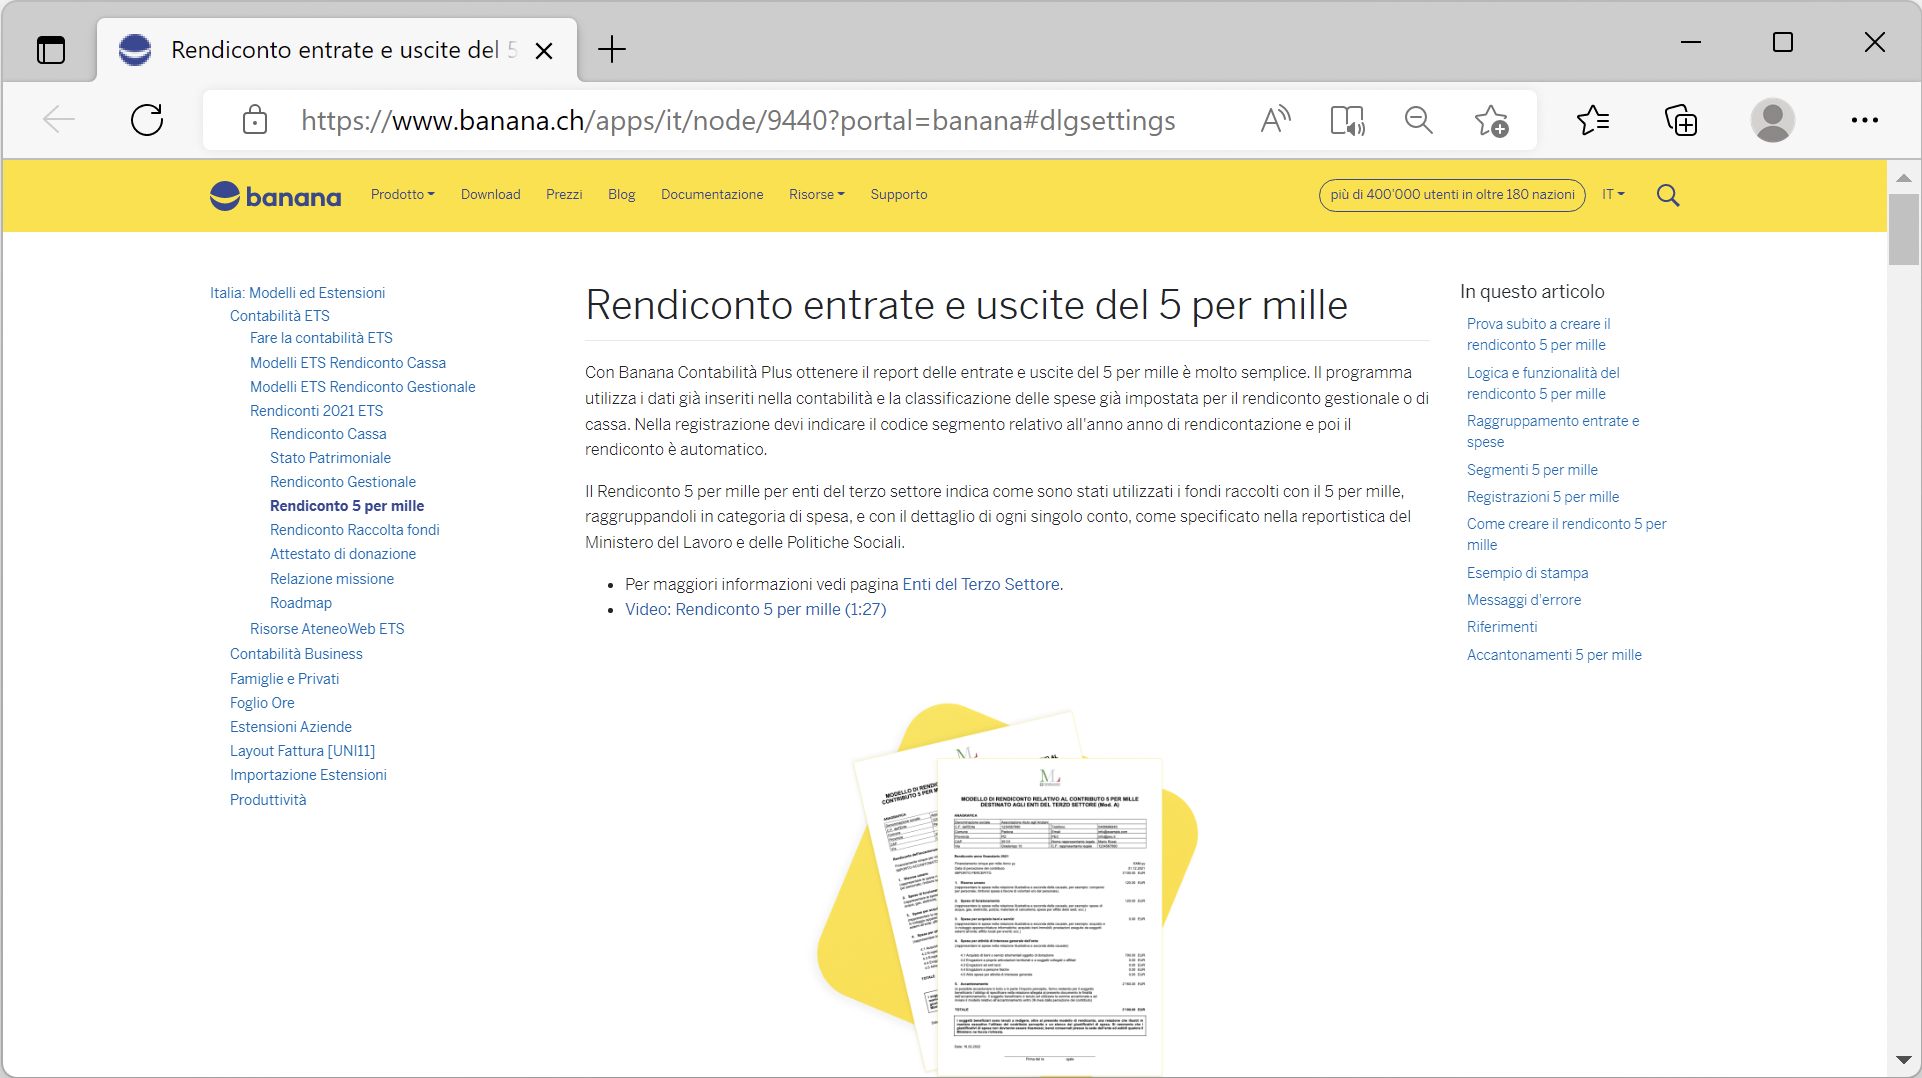 Rendiconto entrate e uscite del 5
https://www.banana.ch/apps/it/node/9440?portal=banana#dlgsettings
banana
Prodotto
Download
Prezzi
Blog
Documentazione
Risorse
Supporto
più di 400'000 utenti in oltre 180 nazioni
IT
Italia: Modelli ed Estensioni
Contabilità ETS
Fare la contabilità ETS
Modelli ETS Rendiconto Cassa
Modelli ETS Rendiconto Gestionale
Rendiconti 2021 ETS
Rendiconto Cassa
Stato Patrimoniale
Rendiconto Gestionale
Rendiconto 5 per mille
Rendiconto Raccolta fondi
Attestato di donazione
Relazione missione
Roadmap
Risorse AteneoWeb ETS
Contabilità Business
Famiglie e Privati
Foglio Ore
Estensioni Aziende
Layout Fattura [UNI11]
Importazione Estensioni
Produttività
Rendiconto entrate e uscite del 5 per mille
Con Banana Contabilità Plus ottenere il report delle entrate e uscite del 5 per mille è molto semplice. Il programma
utilizza i dati già inseriti nella contabilità e la classificazione delle spese già impostata per il rendiconto gestionale o di
cassa. Nella registrazione devi indicare il codice segmento relativo all'anno anno di rendicontazione e poi il
rendiconto è automatico.
Il Rendiconto 5 per mille per enti del terzo settore indica come sono stati utilizzati i fondi raccolti con il 5 per mille,
raggruppandoli in categoria di spesa, e con il dettaglio di ogni singolo conto, come specificato nella reportistica del
Ministero del Lavoro e delle Politiche Sociali.
• Per maggiori informazioni vedi pagina Enti del Terzo Settore.
• Video: Rendiconto 5 per mille (1:27)
MODELLO DI RENDICONTO RELATIVO AL CONTRIBUTO 5 PER MILLE
DESTINATO AGLI ENTI DEL TERZO SETTORE (Mod. A)
ANAGRAFICA
In questo articolo
Prova subito a creare il
rendiconto 5 per mille
Logica e funzionalità del
rendiconto 5 per mille
Raggruppamento entrate e
spese
Segmenti 5 per mille
Registrazioni 5 per mille
Come creare il rendiconto 5 per
mille
Esempio di stampa
Messaggi d'errore
Riferimenti
Accantonamenti 5 per mille